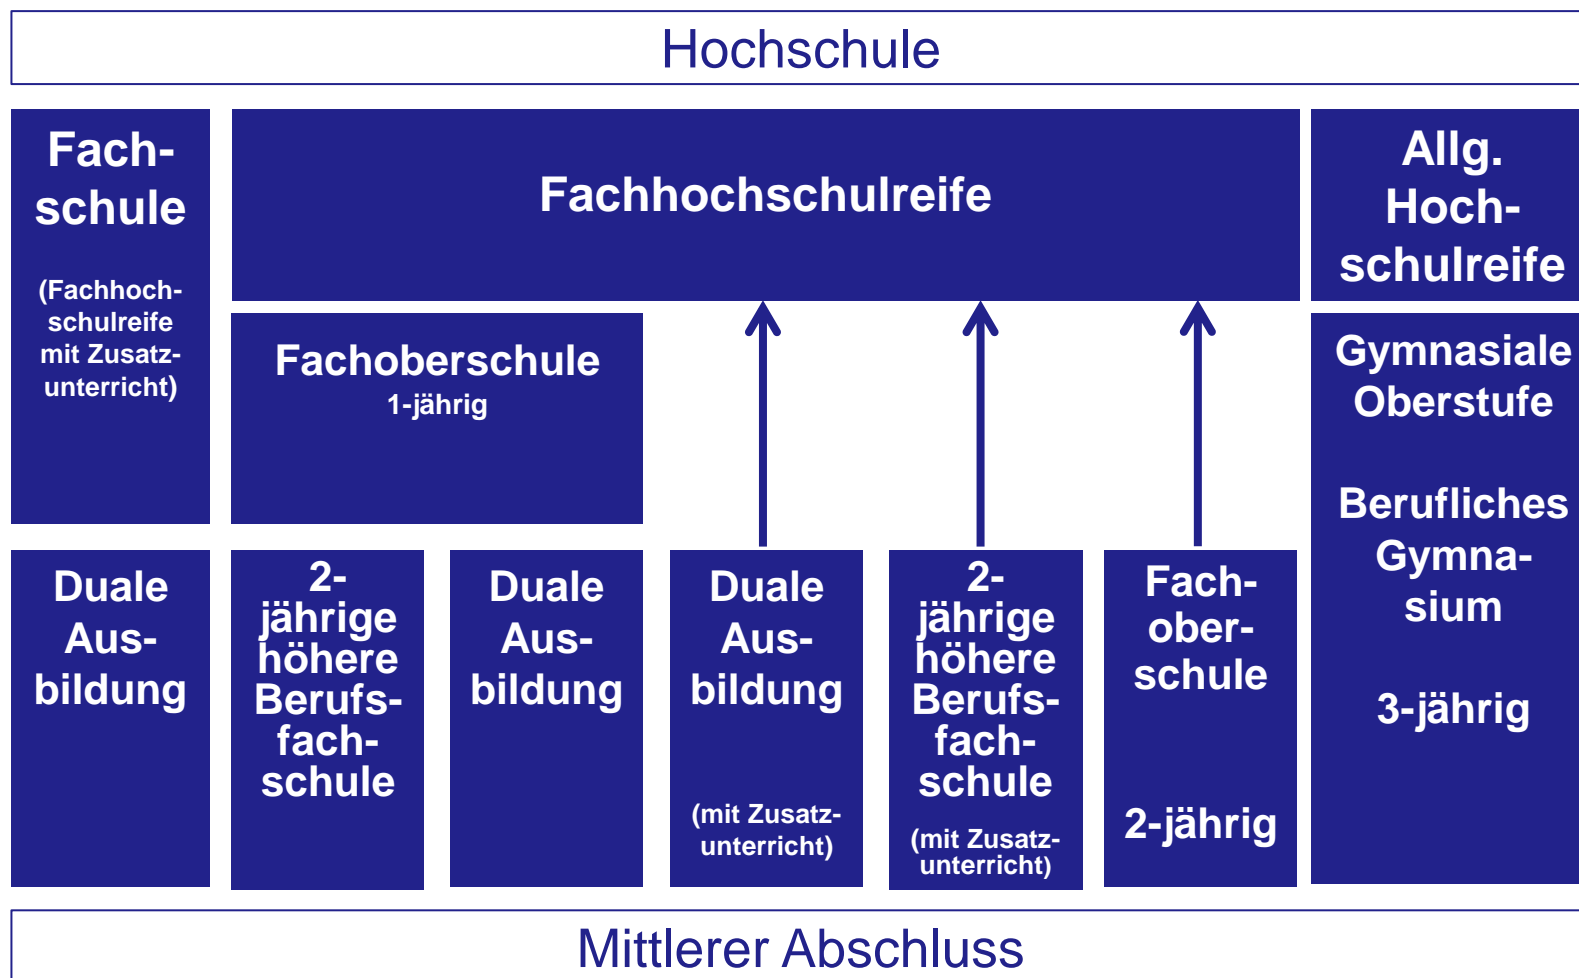 Hochschule
Fach-
schule
(Fachhoch-
schulreife
mit Zusatz-
unterricht)
Fachhochschulreife
Allg.
Hoch-
schulreife
Fachoberschule
1-jährig
Gymnasiale
Oberstufe
Berufliches
Gymna-
sium
3-jährig
Duale
Aus-
bildung
2-
jährige
höhere
Berufs-
fach-
schule
Duale
Aus-
bildung
Duale
Aus-
bildung
(mit Zusatz-
unterricht)
2-
jährige
höhere
Berufs-
fach-
schule
(mit Zusatz-
unterricht)
Fach-
ober-
schule
2-jährig
Mittlerer Abschluss